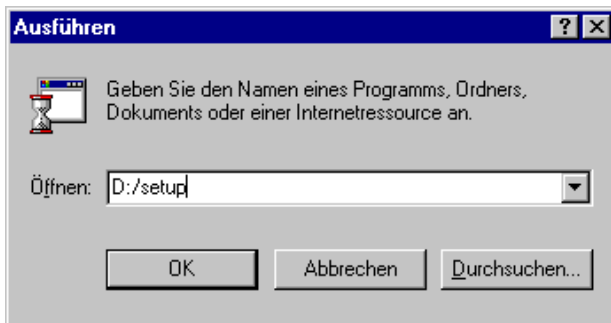 Ausführen
Geben Sie den Namen eines Programms, Ordners,
Dokuments oder einer Internetressource an.
Öffnen: D:/setup
OK Abbrechen Durchsuchen...